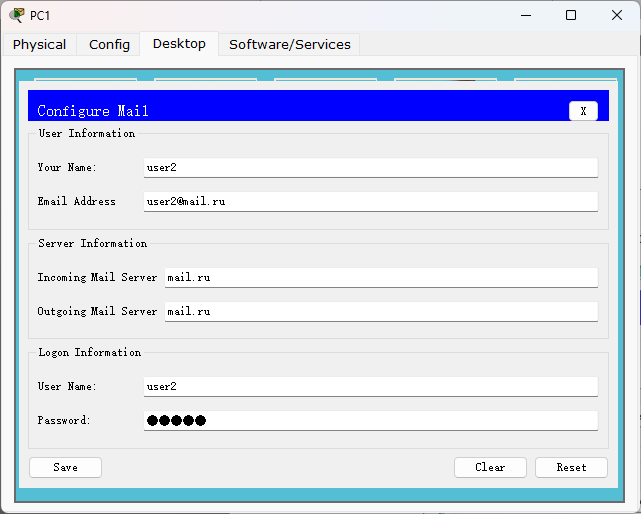 PC1
Physical Config Desktop Software/Services
Configure Mail X
User Information
Your Name: user2
Email Address user2@mail.ru
Server Information
Incoming Mail Server mail.ru
Outgoing Mail Server mail.ru
Logon Information
User Name: user2
Password: ●●●●●
Save Clear Reset